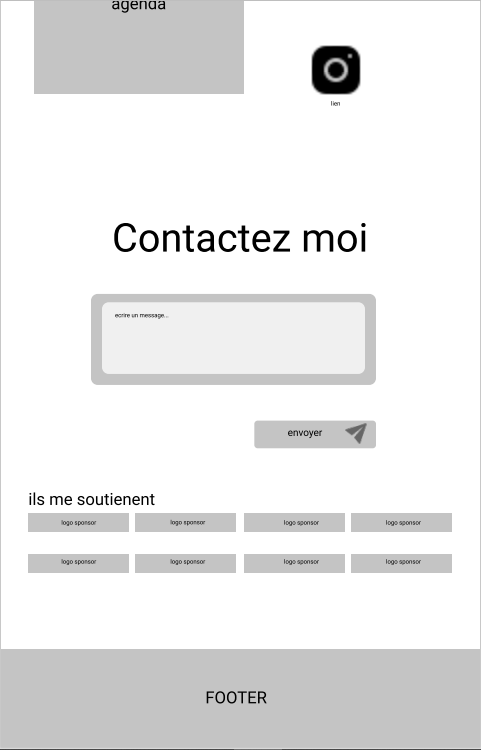 agenda
lien
Contactez moi
ecrire un message...
envoyer
ils me soutienent
logo sponsor
logo sponsor
logo sponsor
logo sponsor
logo sponsor
logo sponsor
logo sponsor
logo sponsor
FOOTER